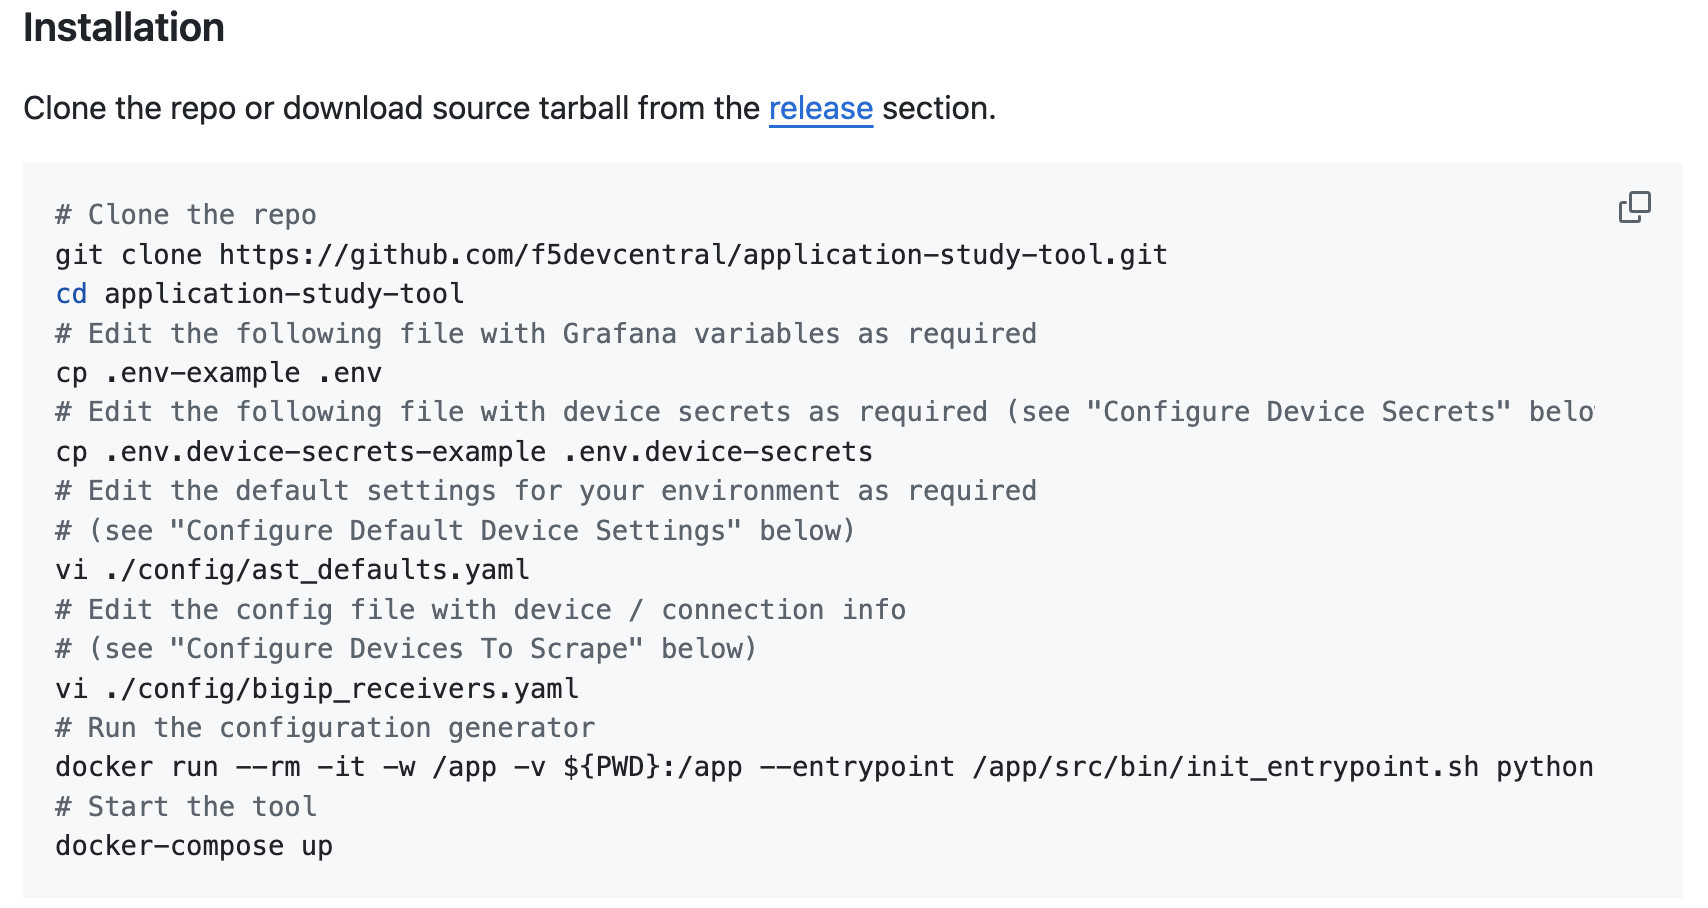 Installation
Clone the repo or download source tarball from the release section.
# Clone the repo
git clone https://github.com/f5devcentral/application-study-tool.git
cd application-study-tool
# Edit the following file with Grafana variables as required
cp .env-example .env
# Edit the following file with device secrets as required (see "Configure Device Secrets" belo
cp .env.device-secrets-example .env.device-secrets
# Edit the default settings for your environment as required
# (see "Configure Default Device Settings" below)
vi ./config/ast_defaults.yaml
# Edit the config file with device / connection info
# (see "Configure Devices To Scrape" below)
vi ./config/bigip_receivers.yaml
# Run the configuration generator
docker run --rm -it -w /app -v ${PWD}:/app --entrypoint /app/src/bin/init_entrypoint.sh python
# Start the tool
docker-compose up